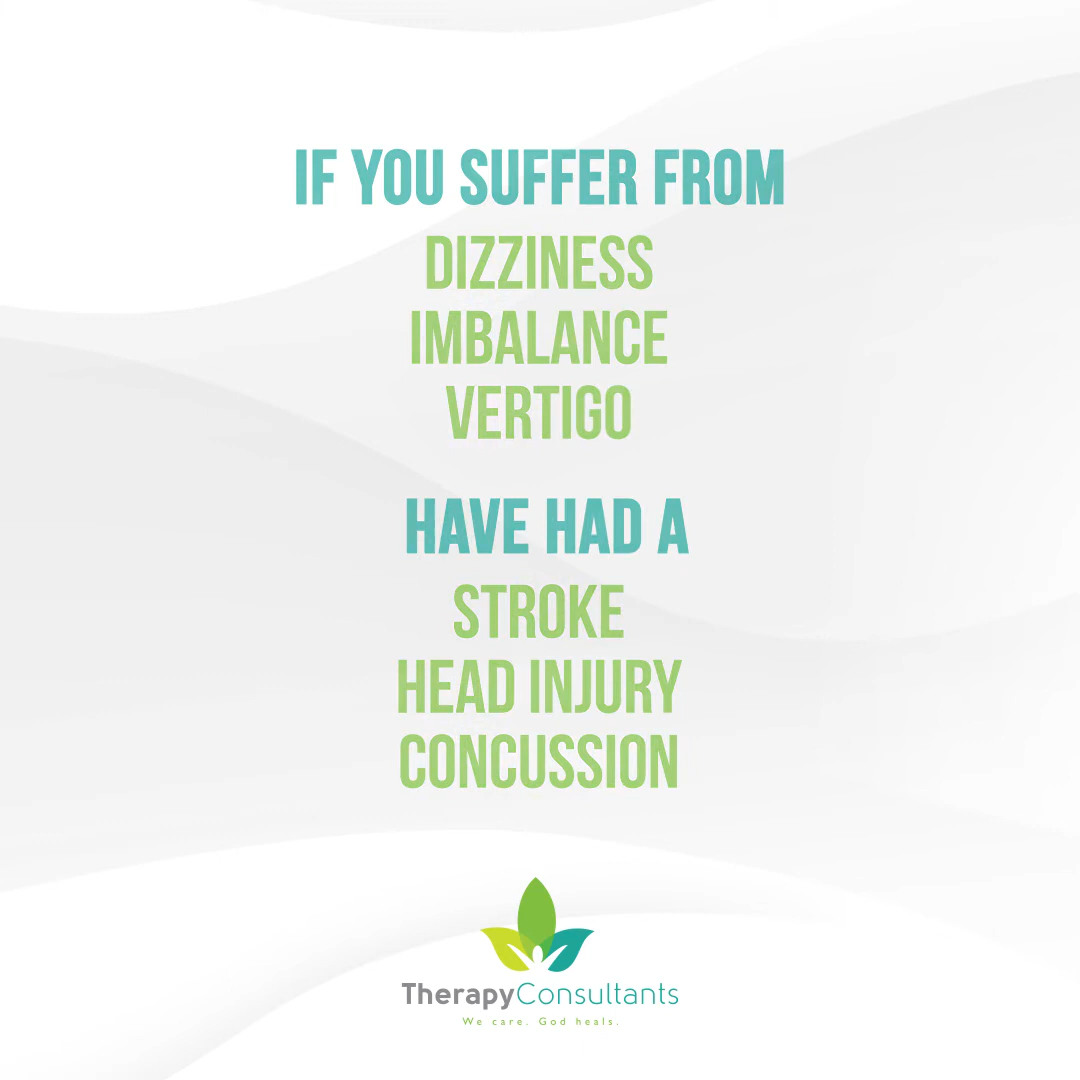 IF YOU SUFFER FROM
DIZZINESS
IMBALANCE
VERTIGO
HAVE HAD A
STROKE
HEAD INJURY
CONCUSSION
TherapyConsultants
We care. God heals.